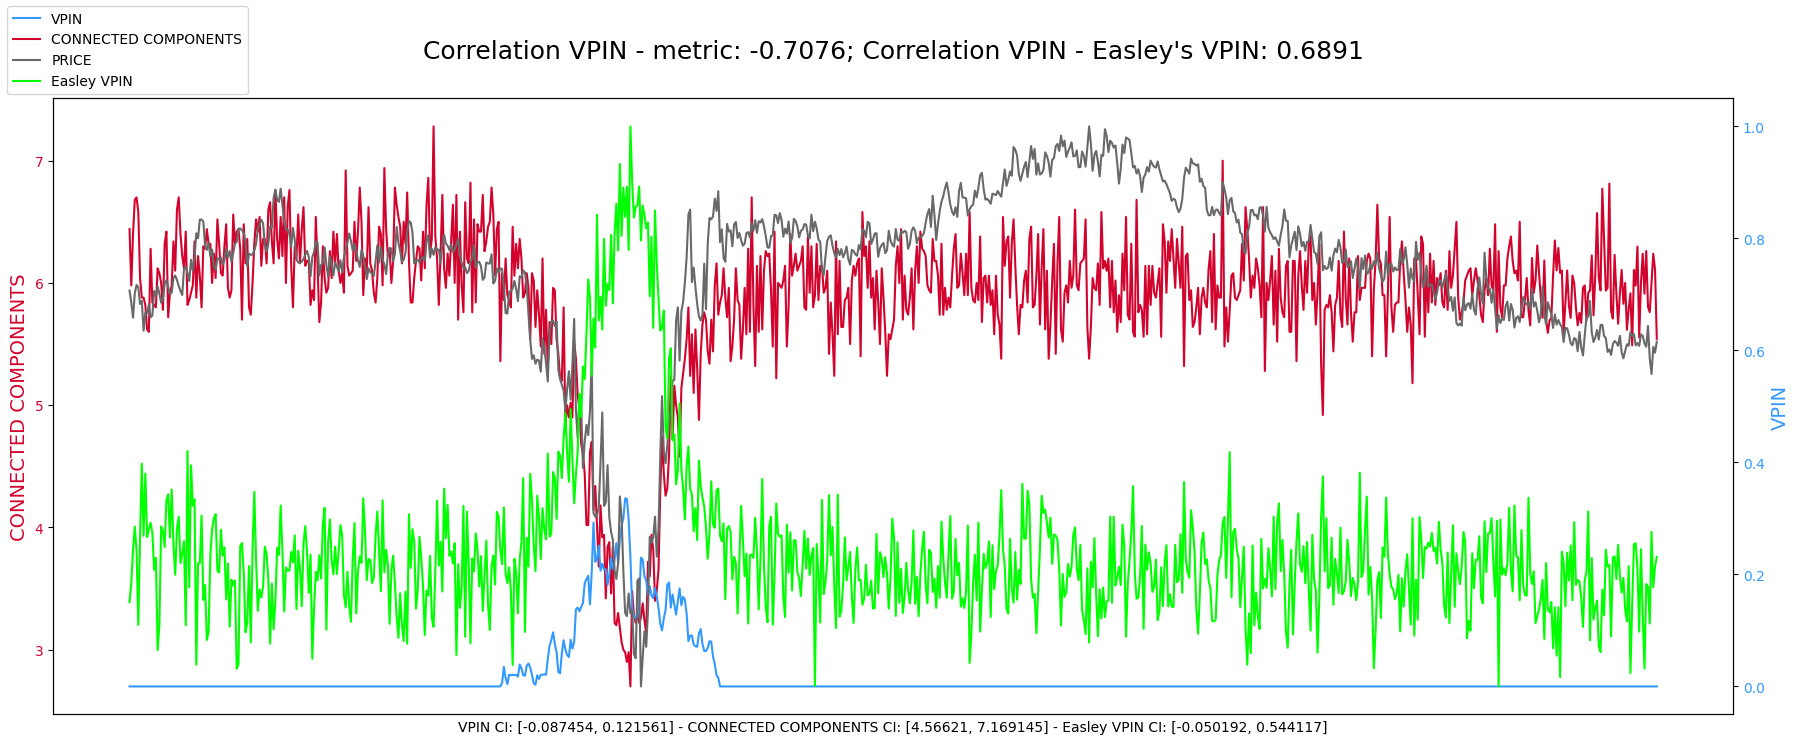 VPIN
CONNECTED COMPONENTS
PRICE
Easley VPIN
Correlation VPIN - metric: -0.7076; Correlation VPIN - Easley's VPIN: 0.6891
CONNECTED COMPONENTS
7
6
5
4
3
1.0
0.8
0.6
0.4
0.2
0.0
VPIN
VPIN CI: [-0.087454, 0.121561] - CONNECTED COMPONENTS CI: [4.56621, 7.169145] - Easley VPIN CI: [-0.050192, 0.544117]